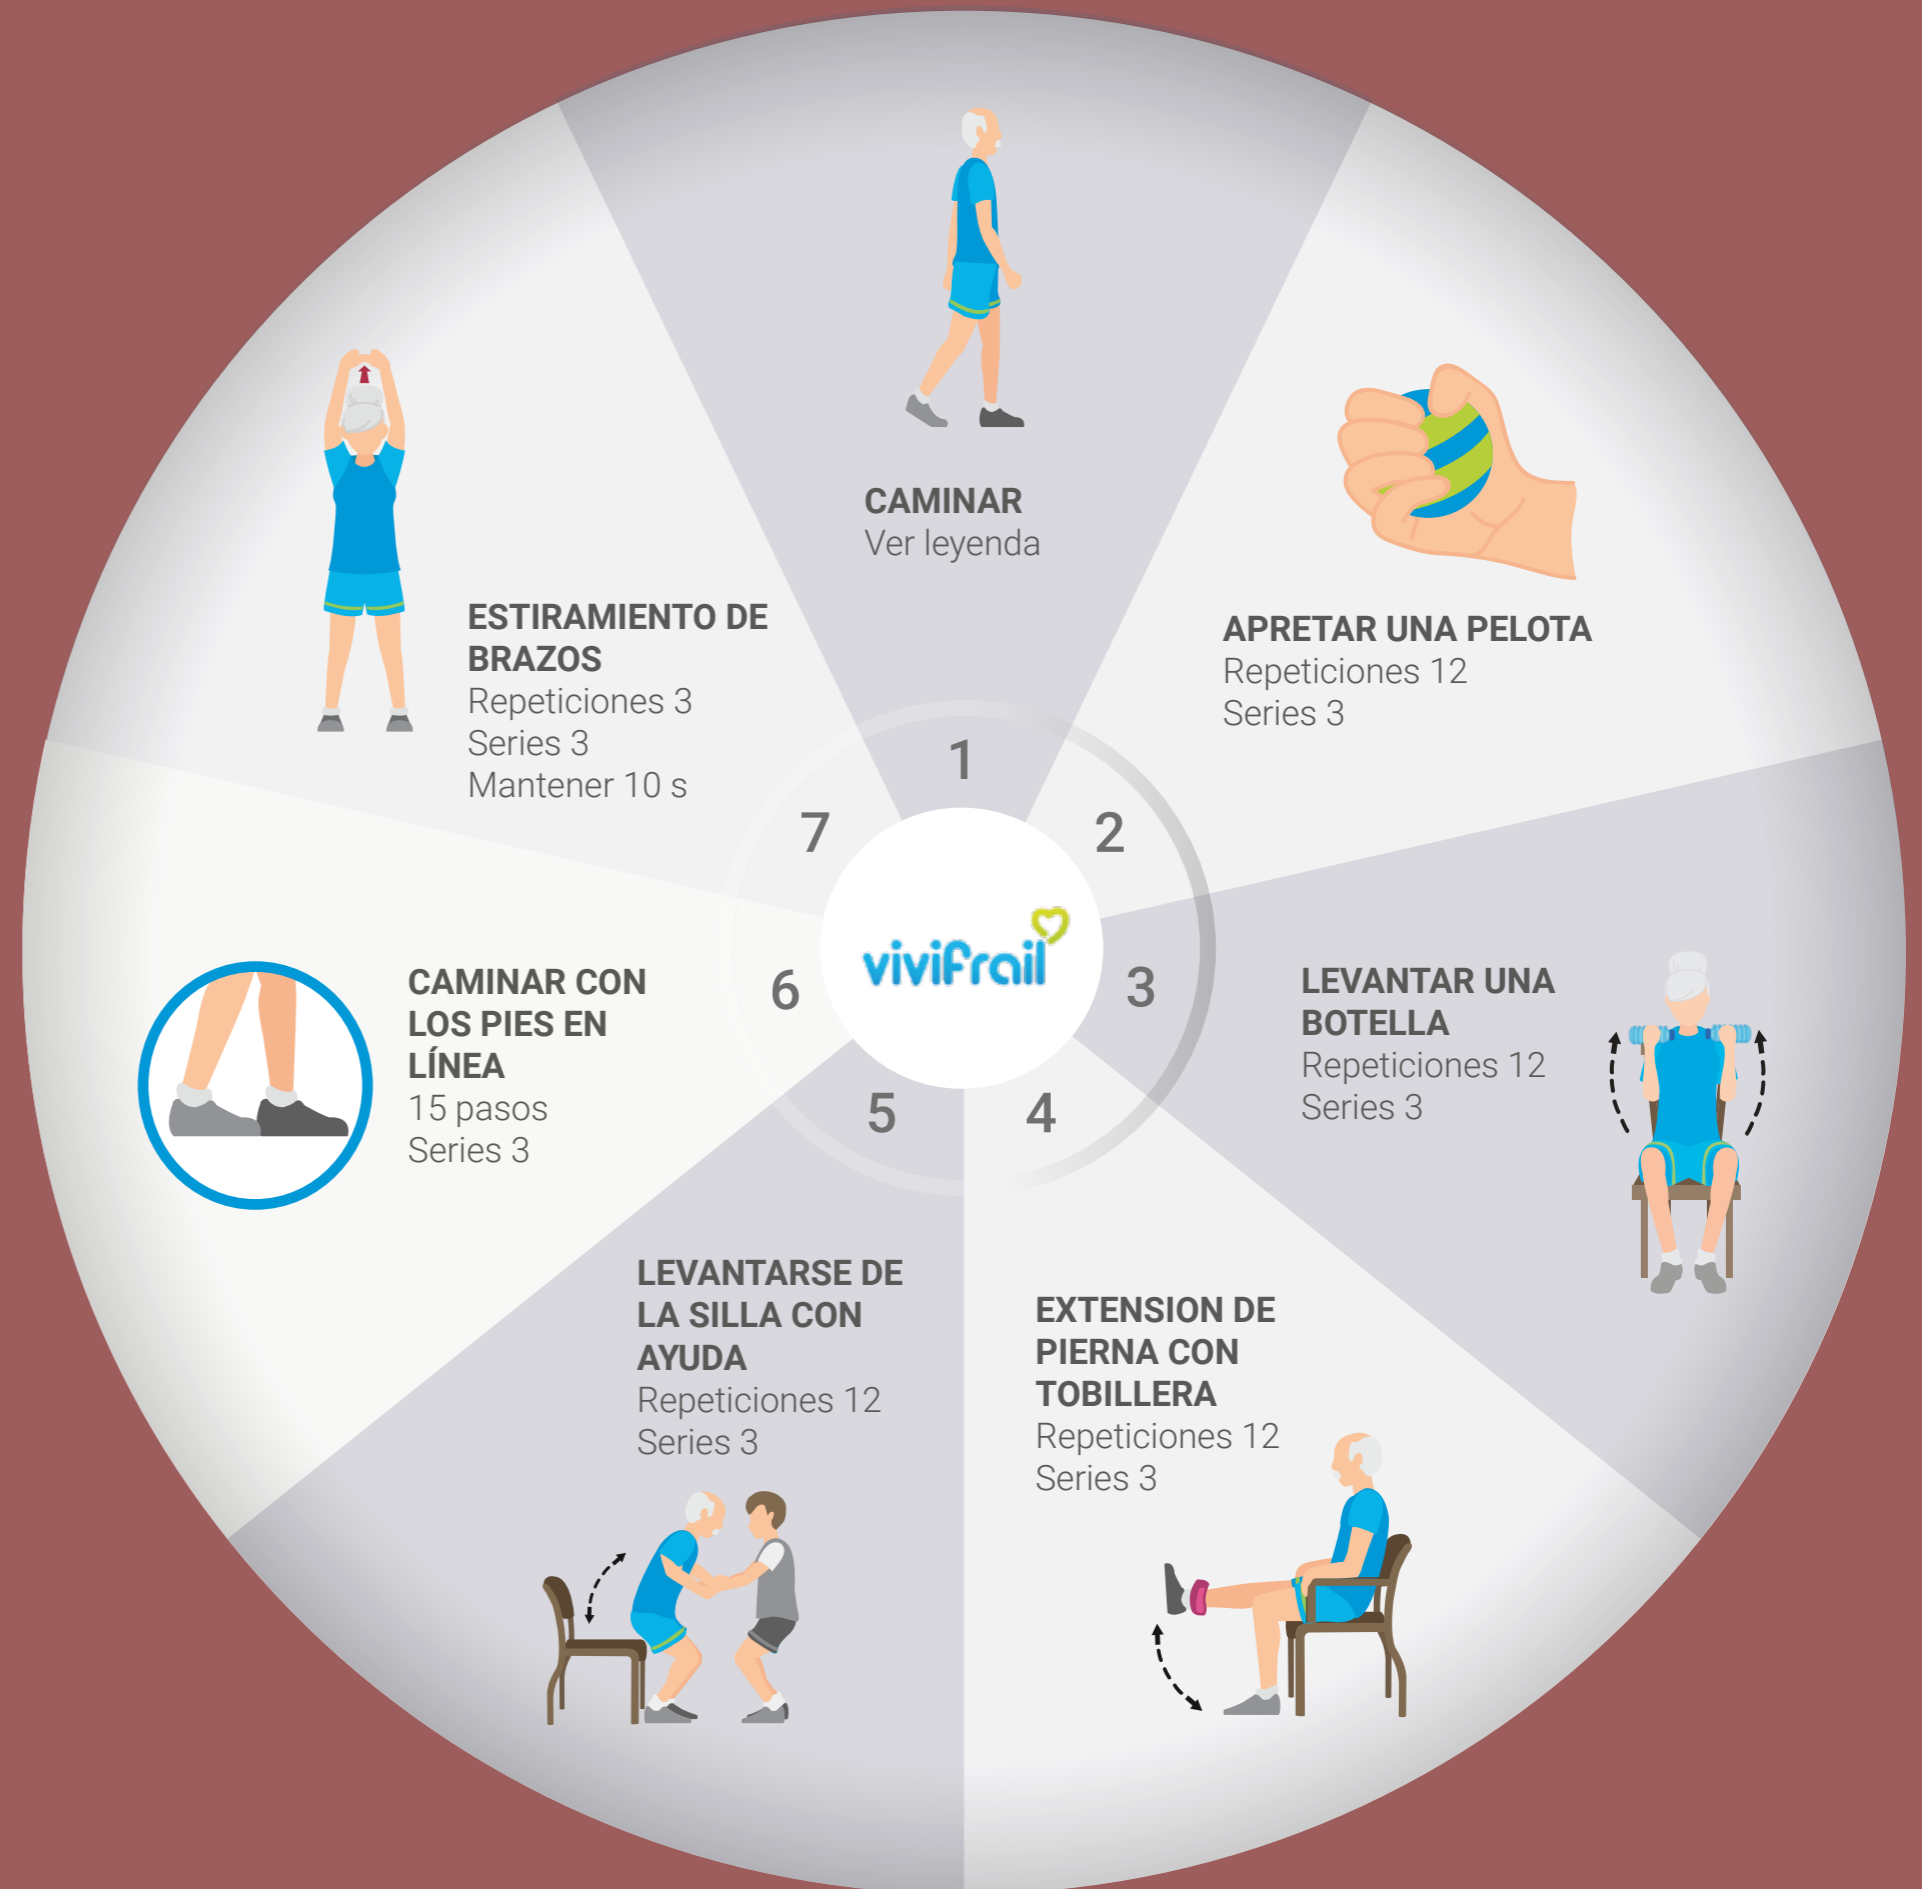 CAMINAR
Ver leyenda
1
APRETAR UNA PELOTA
Repeticiones 12
Series 3
2
LEVANTAR UNA
BOTELLA
Repeticiones 12
Series 3
3
EXTENSION DE
PIERNA CON
TOBILLERA
Repeticiones 12
Series 3
4
LEVANTARSE DE
LA SILLA CON
AYUDA
Repeticiones 12
Series 3
5
CAMINAR CON
LOS PIES EN
LÍNEA
15 pasos
Series 3
6
ESTIRAMIENTO DE
BRAZOS
Repeticiones 3
Series 3
Mantener 10 s
7
vivifrail